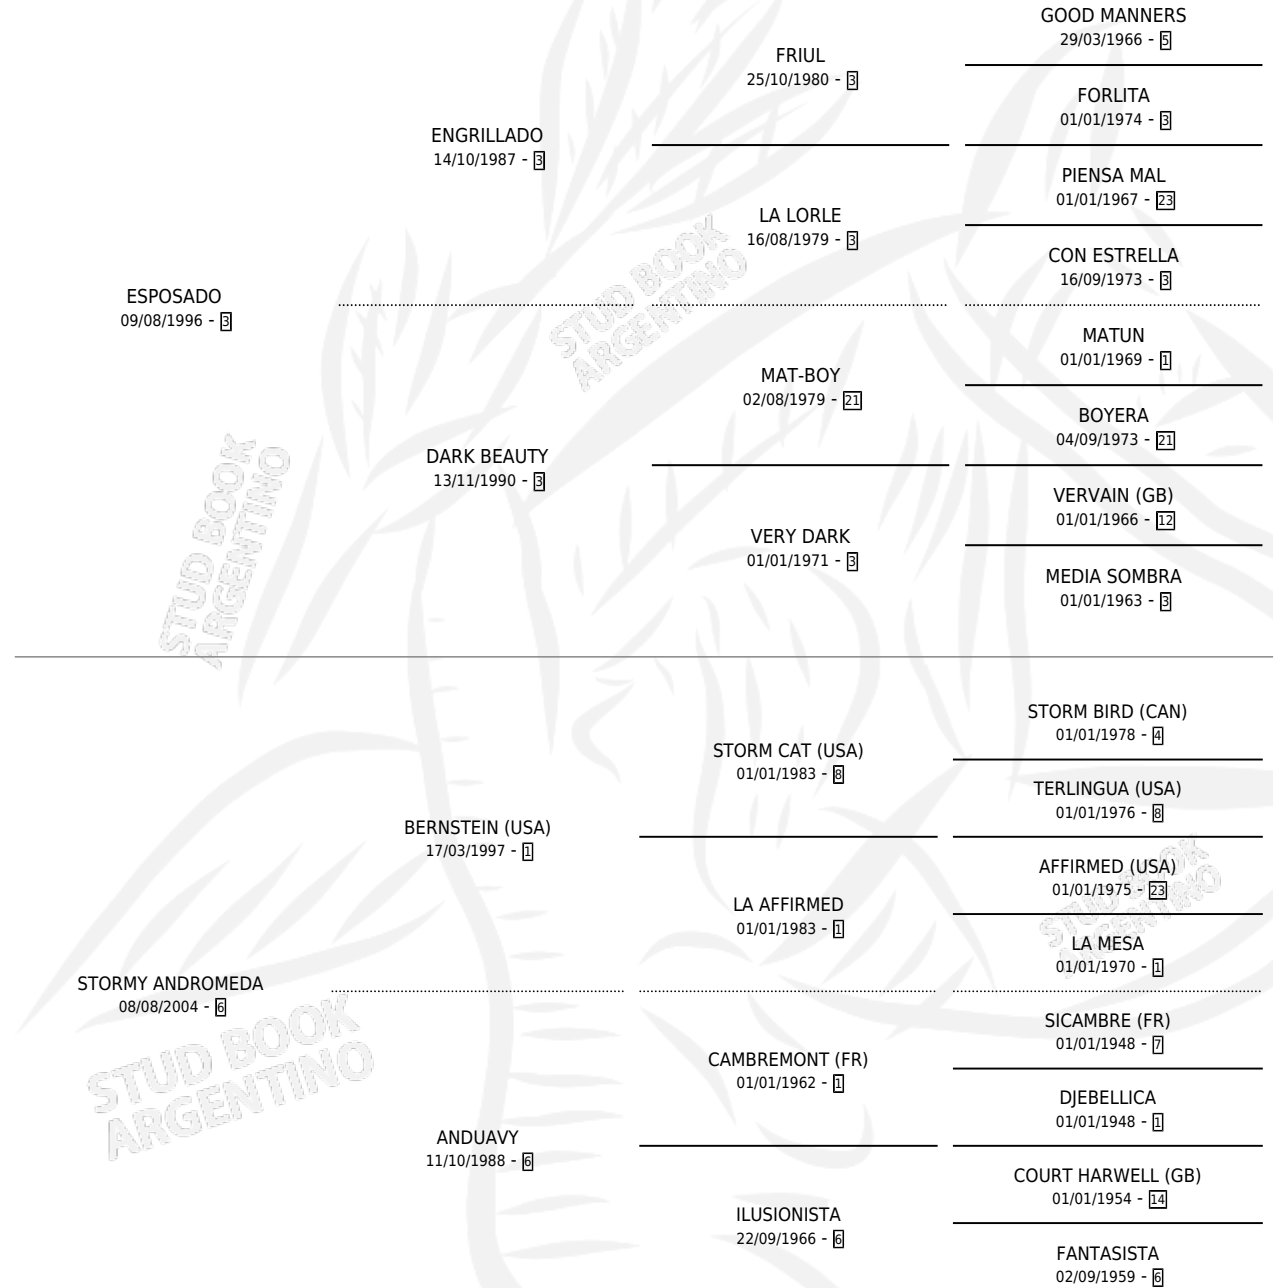 GOOD MANNERS
29/03/1966 - 5
FRIUL
25/10/1980 - 3
FORLITA
01/01/1974 - 3
ENGRILLADO
14/10/1987 - 3
PIENSA MAL
01/01/1967 - 23
LA LORLE
16/08/1979 - 3
CON ESTRELLA
16/09/1973 - 3
ESPOSADO
09/08/1996 - 3
STUD BOOK
ARGENTINO
MATUN
01/01/1969 - 1
MAT-BOY
02/08/1979 - 21
BOYERA
04/09/1973 - 21
DARK BEAUTY
13/11/1990 - 3
VERVAIN (GB)
01/01/1966 - 12
VERY DARK
01/01/1971 - 3
MEDIA SOMBRA
01/01/1963 - 3
STUD BOOK
ARGENTINO
STORM BIRD (CAN)
01/01/1978 - 4
STORM CAT (USA)
01/01/1983 - 8
TERLINGUA (USA)
01/01/1976 - 8
BERNSTEIN (USA)
17/03/1997 - 1
AFFIRMED (USA)
01/01/1975 - 23
LA AFFIRMED
01/01/1983 - 1
LA MESA
01/01/1970 - 1
STUD BOOK
ARGENTINO
STORMY ANDROMEDA
08/08/2004 - 6
SICAMBRE (FR)
01/01/1948 - 7
CAMBREMONT (FR)
01/01/1962 - 1
DJEBELLICA
01/01/1948 - 1
STUD BOOK
ARGENTINO
ANDUAVY
11/10/1988 - 6
COURT HARWELL (GB)
01/01/1954 - 14
ILUSIONISTA
22/09/1966 - 6
FANTASISTA
02/09/1959 - 6